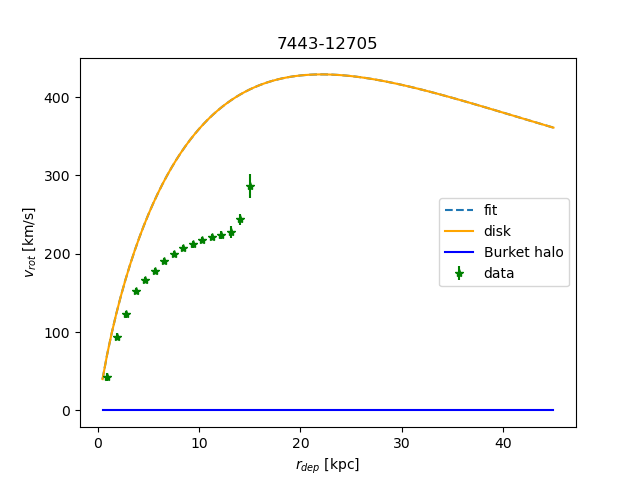 7443-12705
400
300
200
100
0
v_rot [km/s]
fit
disk
Burket halo
data
0 10 20 30 40
r_dep [kpc]